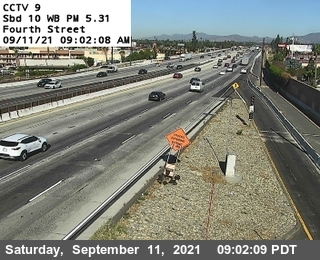 CCTV 9
Sbd 10 WB PM 5.31
Fourth Street
09/11/21 09:02:08 AM
Saturday, September 11, 2021 09:02:09 PDT